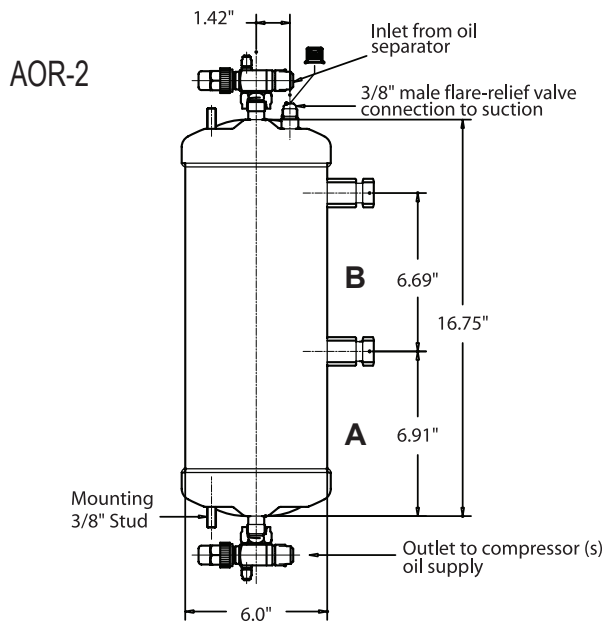 1.42"
Inlet from oil
separator
AOR-2
3/8" male flare-relief valve
connection to suction
B
6.69"
16.75"
A
6.91"
Mounting
3/8" Stud
Outlet to compressor (s)
oil supply
6.0"